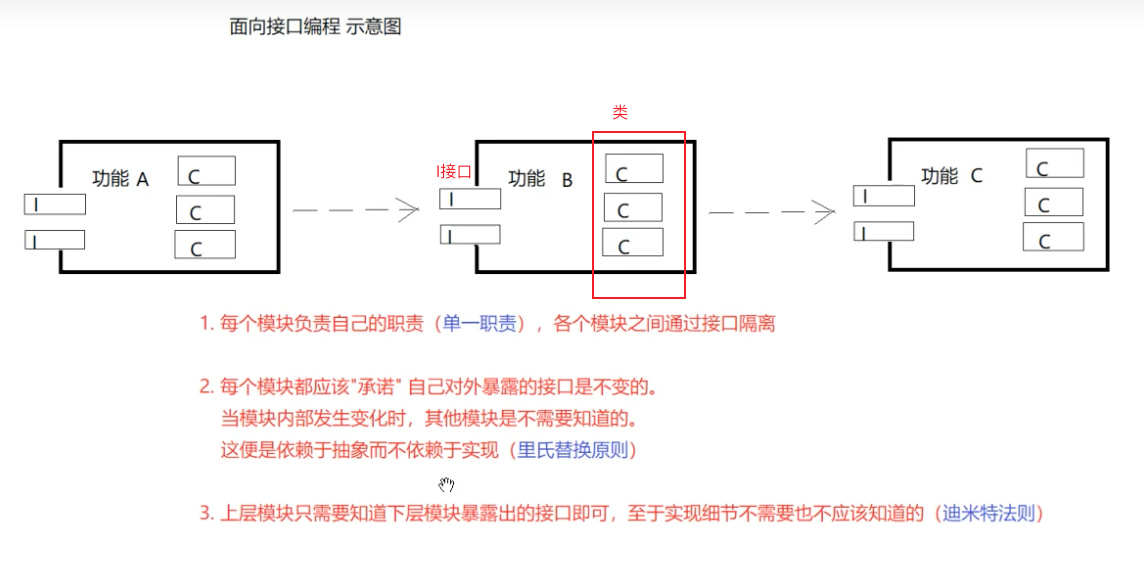 面向接口编程 示意图
类
I接口
功能 A
C
C
C
I
I
功能 B
C
C
C
I
I
功能 C
C
C
C
I
I
1. 每个模块负责自己的职责（单一职责），各个模块之间通过接口隔离
2. 每个模块都应该"承诺" 自己对外暴露的接口是不变的。
当模块内部发生变化时，其他模块是不需要知道的。
这便是依赖于抽象而不依赖于实现（里氏替换原则）
3. 上层模块只需要知道下层模块暴露出的接口即可，至于实现细节不需要也不应该知道的（迪米特法则）